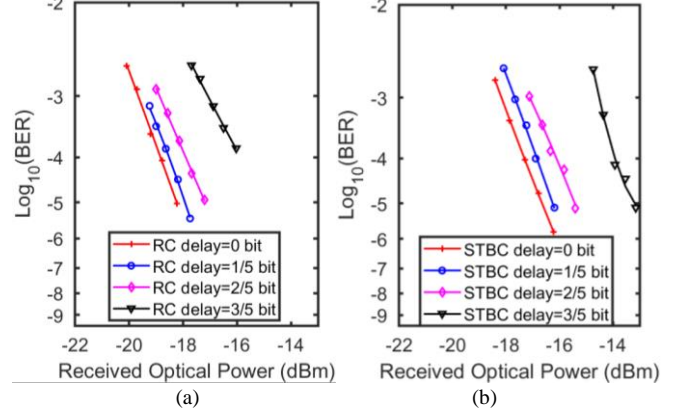 -2
-3
-4
-5
-6
-7
-8
-9
Log10(BER)
RC delay=0 bit
RC delay=1/5 bit
RC delay=2/5 bit
RC delay=3/5 bit
-22 -20 -18 -16 -14
Received Optical Power (dBm)
(a)
-2
-3
-4
-5
-6
-7
-8
-9
Log10(BER)
STBC delay=0 bit
STBC delay=1/5 bit
STBC delay=2/5 bit
STBC delay=3/5 bit
-22 -20 -18 -16 -14
Received Optical Power (dBm)
(b)